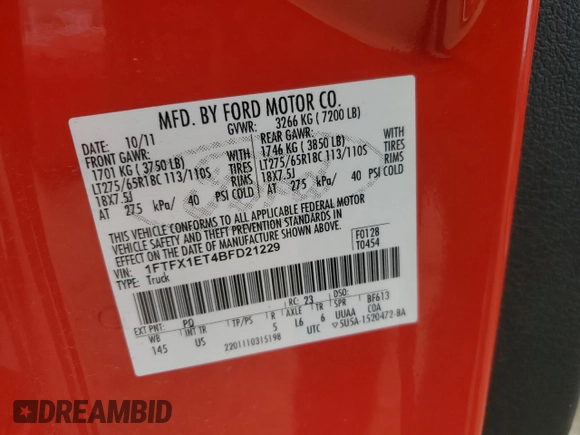 MFD. BY FORD MOTOR CO.
DATE: 10/11 GVWR: 3266 KG ( 7200 LB)
FRONT GAWR: REAR GAWR:
1701 KG ( 3750 LB) WITH 1746 KG ( 3850 LB) WITH
LT275/65R18C 113/110S TIRES LT275/65R18C 113/110S TIRES
18X7.5J RIMS 18X7.5J RIMS
AT 275 kPa/ 40 PSI COLD AT 275 kPa/ 40 PSI COLD
THIS VEHICLE CONFORMS TO ALL APPLICABLE FEDERAL MOTOR
VEHICLE SAFETY AND THEFT PREVENTION STANDARDS IN
EFFECT ON THE DATE OF MANUFACTURE SHOWN ABOVE.
VIN: 1FTFX1ET4BFD21229 F0128
TYPE: Truck T0454
EXT PNT: PQ RC: 23 DSO:
WB INT TR TP/PS R AXLE TR SPR BF613
145 US 5 L6 6 UUAA COA
2201110315198 UTC 5U5A-1520472-BA
DREAMBID